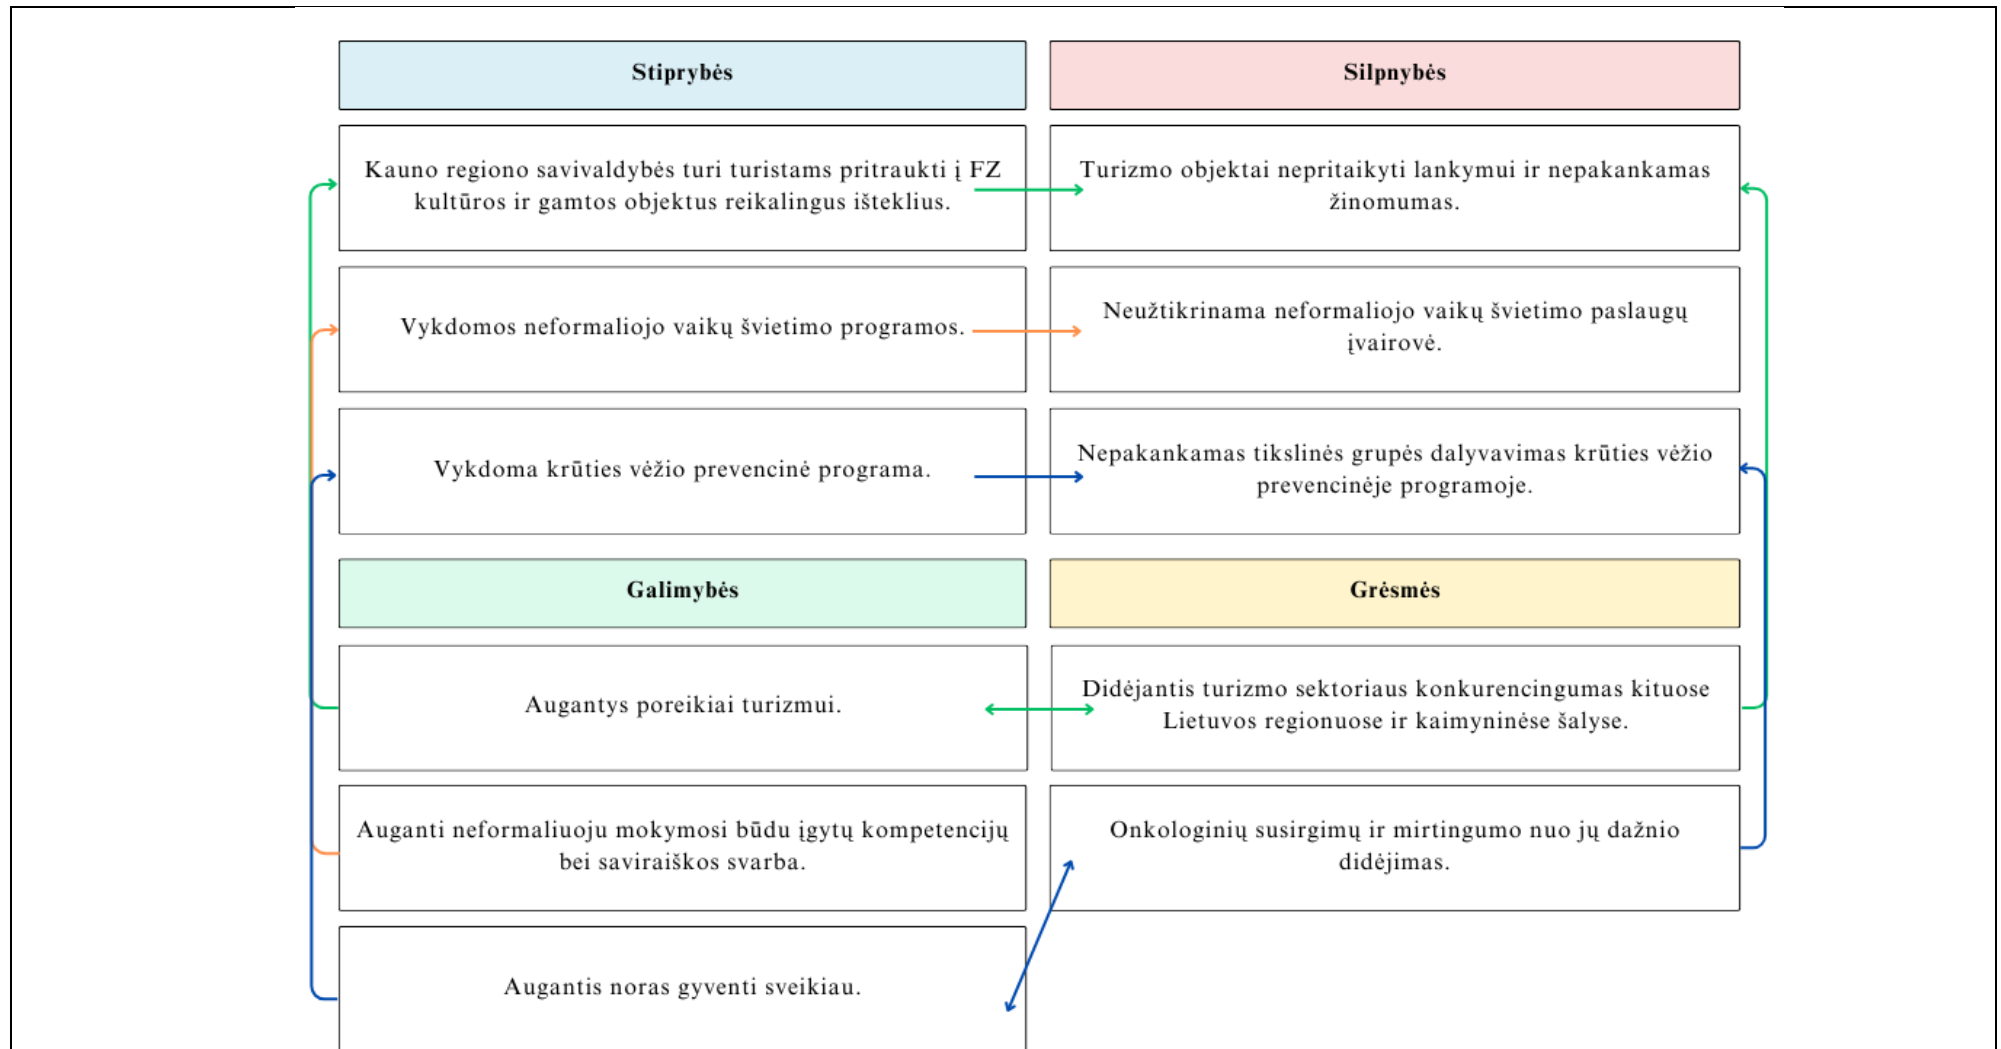 Stiprybės
Silpnybės
Kauno regiono savivaldybės turi turistams pritraukti į FZ
kultūros ir gamtos objektus reikalingus išteklius.
Turizmo objektai nepritaikyti lankymui ir nepakankamas
žinomumas.
Vykdomos neformaliojo vaikų švietimo programos.
Neužtikrinama neformaliojo vaikų švietimo paslaugų
įvairovė.
Vykdoma krūties vėžio prevencinė programa.
Nepakankamas tikslinės grupės dalyvavimas krūties vėžio
prevencinėje programoje.
Galimybės
Grėsmės
Augantys poreikiai turizmui.
Didėjantis turizmo sektoriaus konkurencingumas kituose
Lietuvos regionuose ir kaimyninėse šalyse.
Auganti neformaliuoju mokymosi būdu įgytų kompetencijų
bei saviraiškos svarba.
Onkologinių susirgimų ir mirtingumo nuo jų dažnio
didėjimas.
Augantis noras gyventi sveikiau.